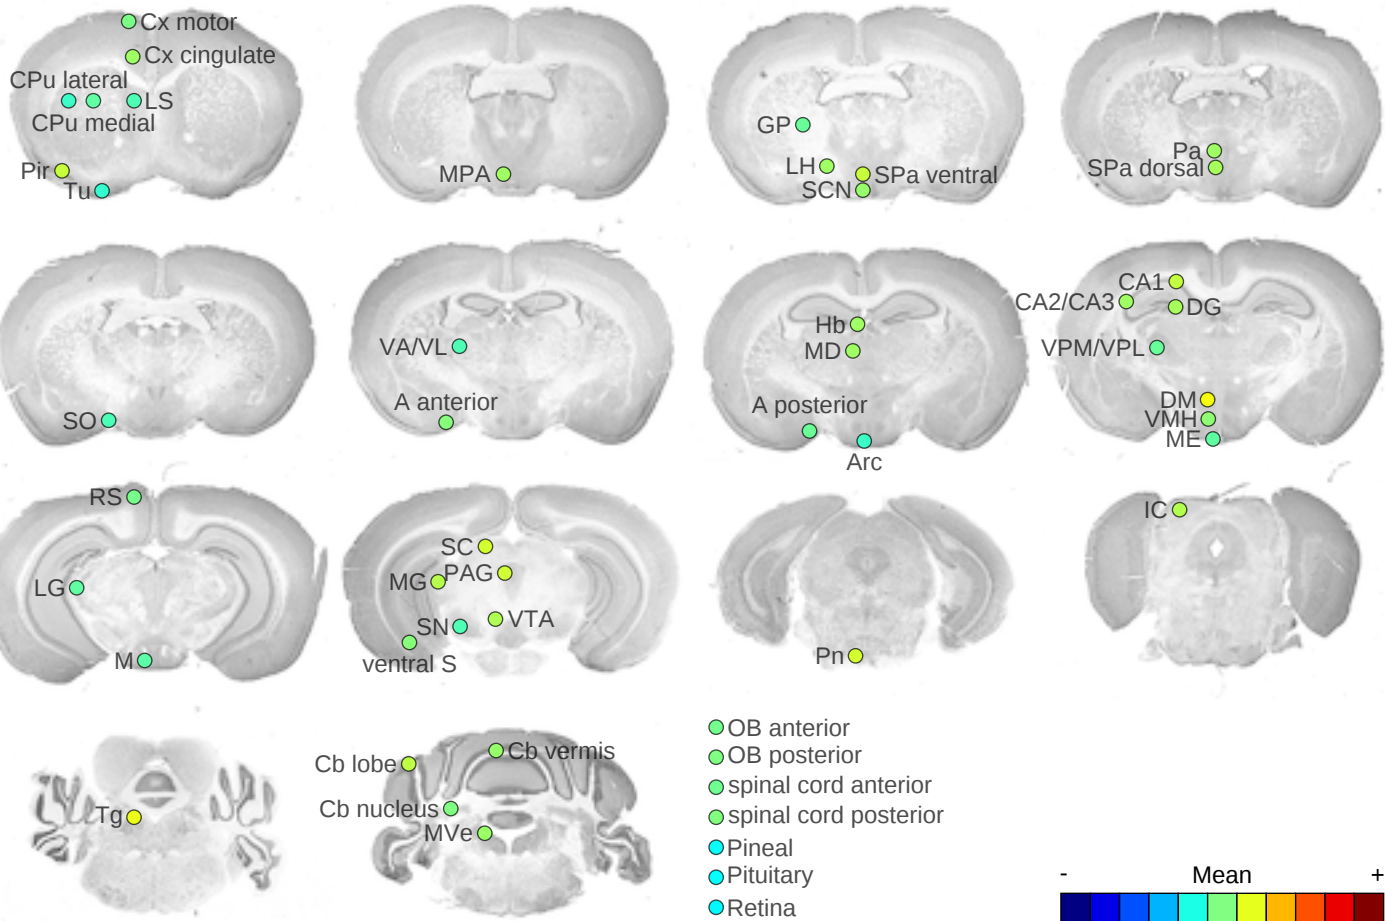 Cx motor
Cx cingulate
CPu lateral
LS
CPu medial
Pir
Tu
MPA
GP
LH
SPa ventral
SCN
Pa
SPa dorsal
SO
VA/VL
A anterior
Hb
MD
A posterior
Arc
CA1
CA2/CA3
DG
VPM/VPL
DM
VMH
ME
RS
LG
M
SC
PAG
MG
VTA
SN
ventral S
Pn
IC
Tg
Cb vermis
Cb lobe
Cb nucleus
MVe
OB anterior
OB posterior
spinal cord anterior
spinal cord posterior
Pineal
Pituitary
Retina
- Mean +